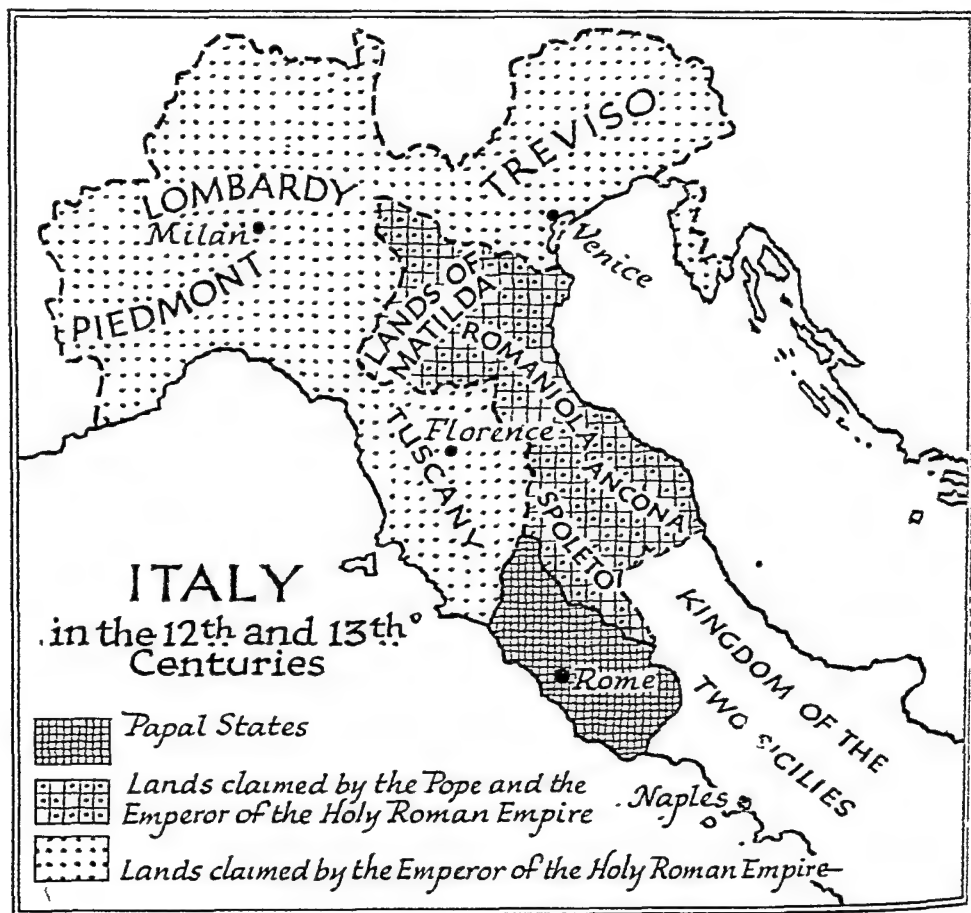 TREVISO
LOMBARDY
Milan
Venice
PIEDMONT
LANDS OF
MATILDA
ROMANIOLA
TUSCANY
Florence
ANCONA
SPOLETO
ITALY
in the 12th and 13th
Centuries
Rome
KINGDOM OF THE
TWO SICILIES
Naples
Papal States
Lands claimed by the Pope and the
Emperor of the Holy Roman Empire
Lands claimed by the Emperor of the Holy Roman Empire